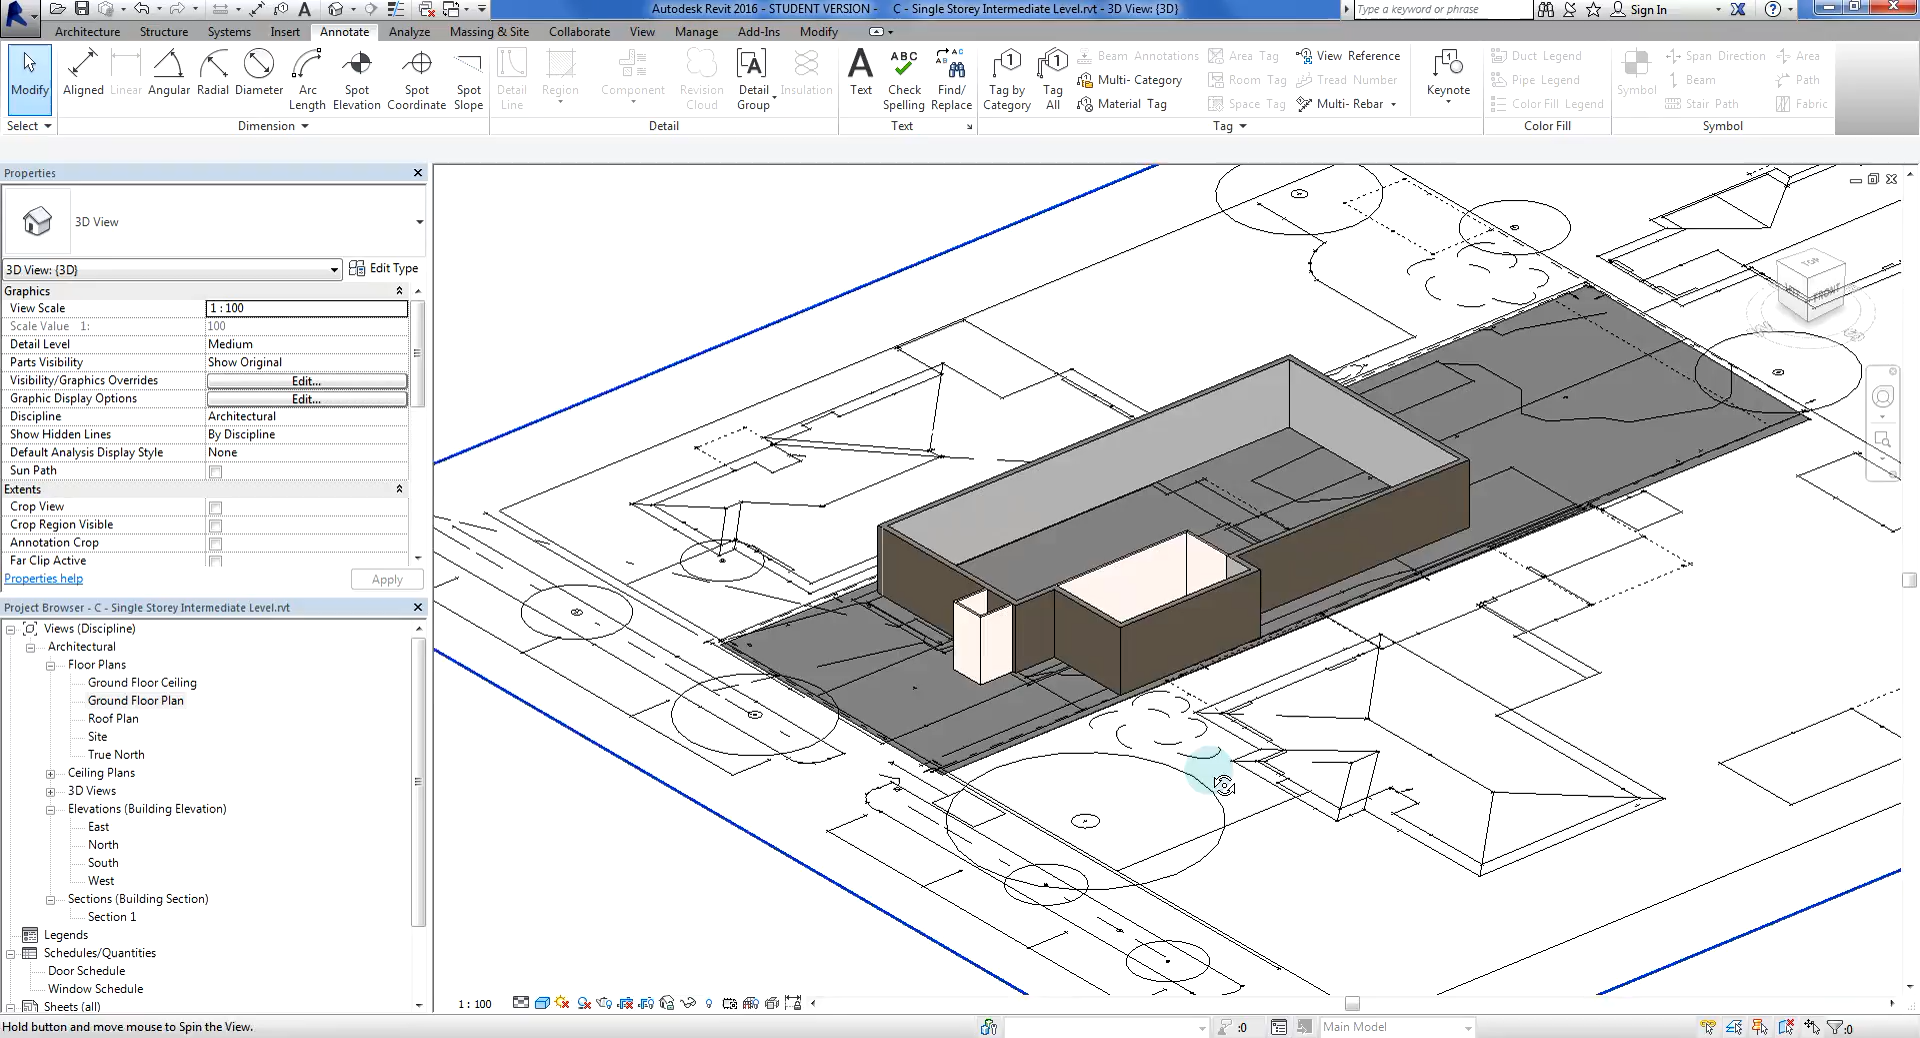 Autodesk Revit 2016 - STUDENT VERSION - C - Single Storey Intermediate Level.rvt - 3D View: {3D}
Type a keyword or phrase
Sign In
Architecture Structure Systems Insert Annotate Analyze Massing & Site Collaborate View Manage Add-Ins Modify
Modify
Aligned Linear Angular Radial Diameter Arc Length Spot Elevation Spot Coordinate Spot Slope
Detail Line Region Component Revision Cloud Detail Group Insulation
Text Check Spelling Find/ Replace
ABC
Tag by Category Tag All
Beam Annotations Area Tag View Reference
Multi- Category Room Tag Tread Number
Material Tag Space Tag Multi- Rebar
Keynote
Duct Legend
Pipe Legend
Color Fill Legend
Symbol
Span Direction Area
Beam Path
Stair Path Fabric
Select Dimension Detail Text Tag Color Fill Symbol
Properties
3D View
3D View: {3D} Edit Type
Graphics
View Scale 1 : 100
Scale Value 1: 100
Detail Level Medium
Parts Visibility Show Original
Visibility/Graphics Overrides Edit...
Graphic Display Options Edit...
Discipline Architectural
Show Hidden Lines By Discipline
Default Analysis Display Style None
Sun Path
Extents
Crop View
Crop Region Visible
Annotation Crop
Far Clip Active
Properties help Apply
Project Browser - C - Single Storey Intermediate Level.rvt
Views (Discipline)
Architectural
Floor Plans
Ground Floor Ceiling
Ground Floor Plan
Roof Plan
Site
True North
Ceiling Plans
3D Views
Elevations (Building Elevation)
East
North
South
West
Sections (Building Section)
Section 1
Legends
Schedules/Quantities
Door Schedule
Window Schedule
Sheets (all)
TOP
FRONT
1 : 100
Hold button and move mouse to Spin the View.
:0
Main Model
:0